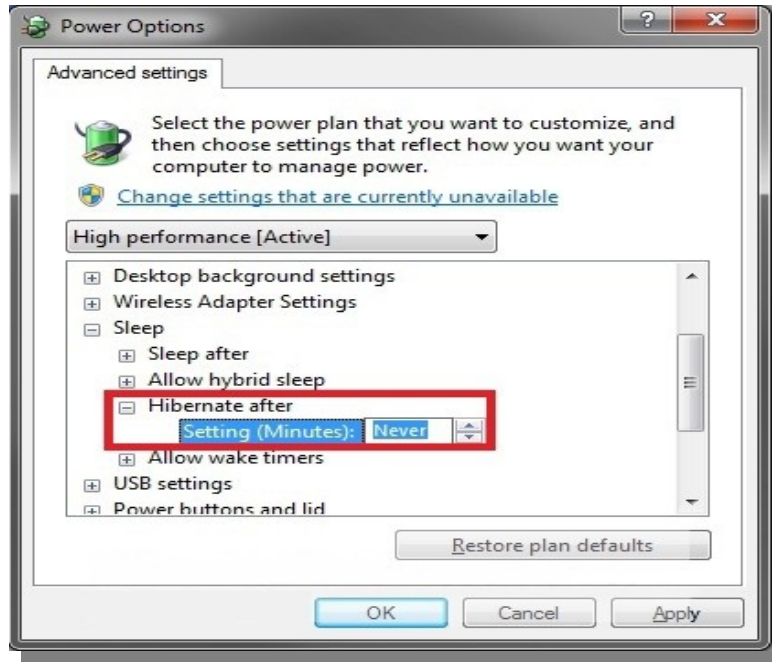 Power Options
?
Advanced settings
Select the power plan that you want to customize, and
then choose settings that reflect how you want your
computer to manage power.
Change settings that are currently unavailable
High performance [Active]
Desktop background settings
Wireless Adapter Settings
Sleep
Sleep after
Allow hybrid sleep
Hibernate after
Setting (Minutes): Never
Allow wake timers
USB settings
Power buttons and lid
Restore plan defaults
OK Cancel Apply